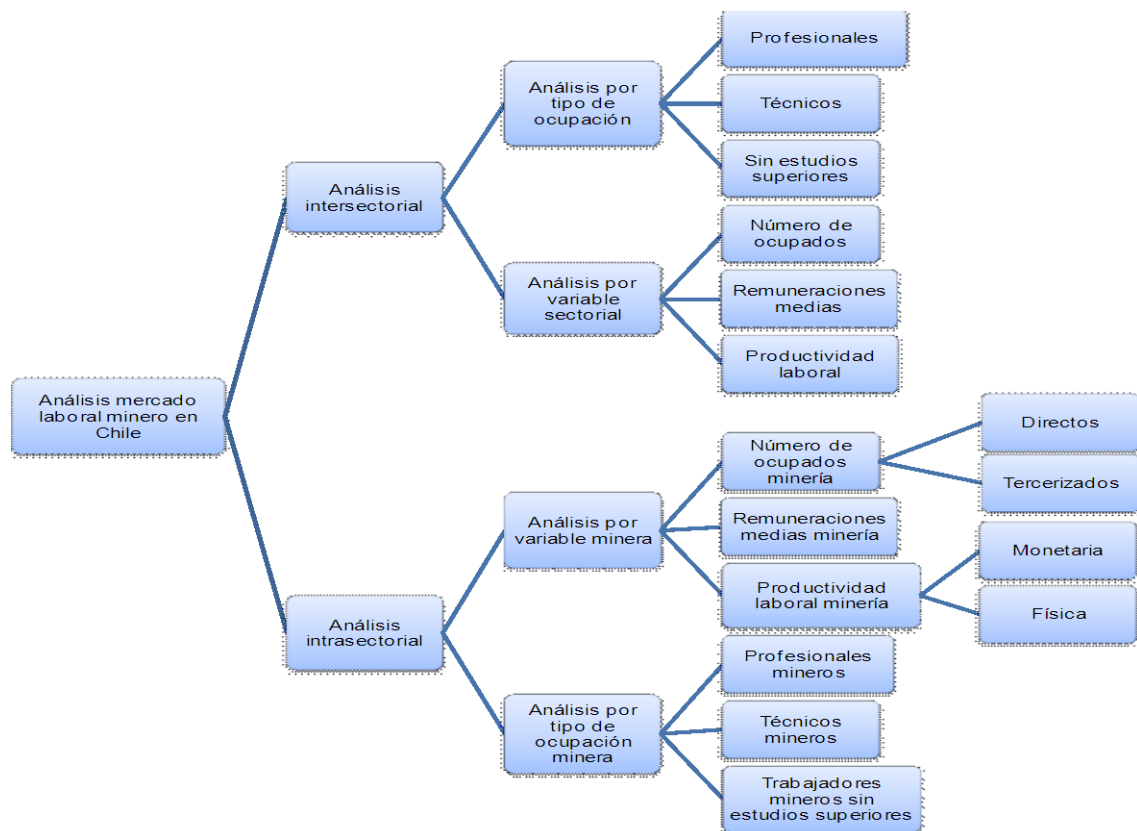 Análisis mercado
laboral minero en
Chile
Análisis
intersectorial
Análisis por
tipo de
ocupación
Profesionales
Técnicos
Sin estudios
superiores
Análisis por
variable
sectorial
Número de
ocupados
Remuneraciones
medias
Productividad
laboral
Análisis
intrasectorial
Análisis por
variable minera
Número de
ocupados
minería
Directos
Tercerizados
Remuneraciones
medias minería
Productividad
laboral minería
Monetaria
Física
Análisis por
tipo de
ocupación
minera
Profesionales
mineros
Técnicos
mineros
Trabajadores
mineros sin
estudios superiores